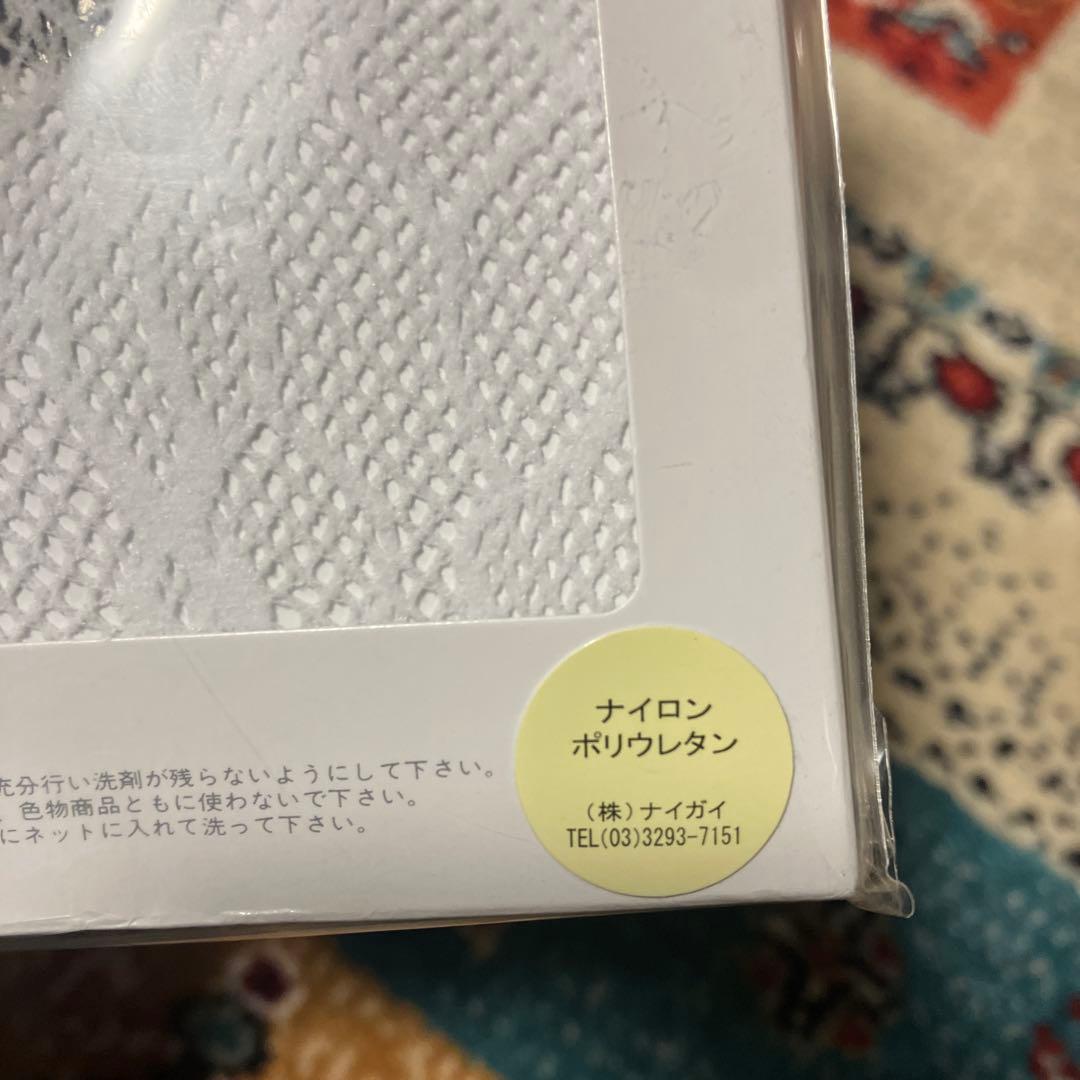 充分行い洗剤が残らないようにして下さい。
色物商品ともに使わないで下さい。
にネットに入れて洗って下さい。
ナイロン
ポリウレタン
(株)ナイガイ
TEL(03)3293-7151